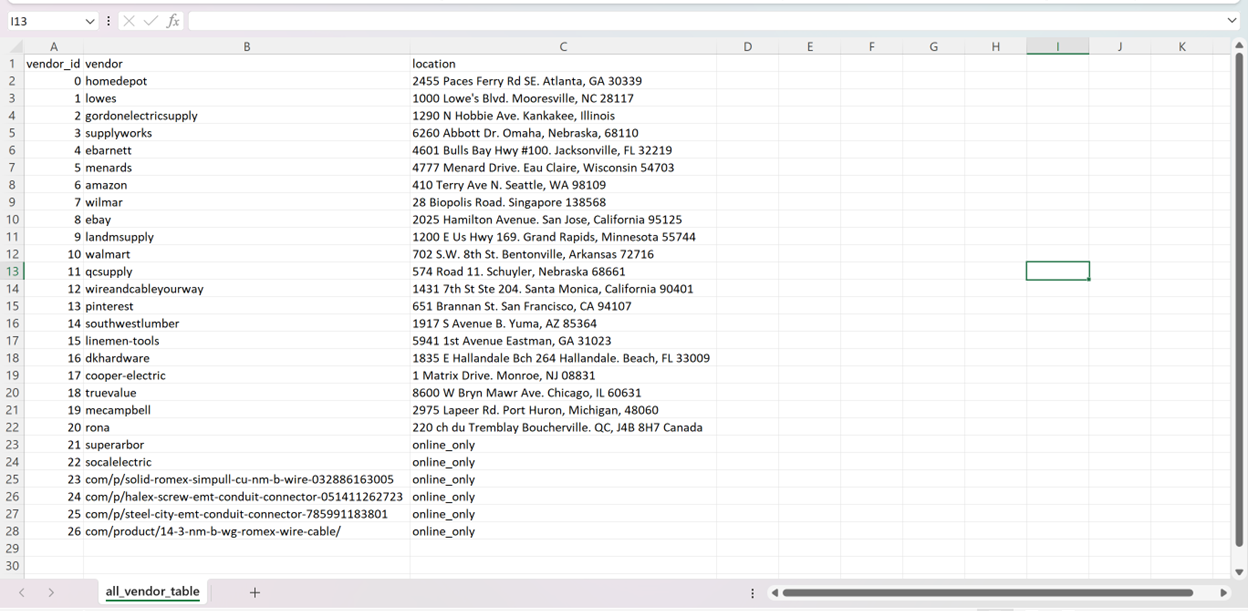 I13 fx
A B C D E F G H I J K
1 vendor_id vendor location
2 0 homedepot 2455 Paces Ferry Rd SE. Atlanta, GA 30339
3 1 lowes 1000 Lowe's Blvd. Mooresville, NC 28117
4 2 gordonelectricsupply 1290 N Hobbie Ave. Kankakee, Illinois
5 3 supplyworks 6260 Abbott Dr. Omaha, Nebraska, 68110
6 4 ebarnett 4601 Bulls Bay Hwy #100. Jacksonville, FL 32219
7 5 menards 4777 Menard Drive. Eau Claire, Wisconsin 54703
8 6 amazon 410 Terry Ave N. Seattle, WA 98109
9 7 wilmar 28 Biopolis Road. Singapore 138568
10 8 ebay 2025 Hamilton Avenue. San Jose, California 95125
11 9 landmsupply 1200 E Us Hwy 169. Grand Rapids, Minnesota 55744
12 10 walmart 702 S.W. 8th St. Bentonville, Arkansas 72716
13 11 qcsupply 574 Road 11. Schuyler, Nebraska 68661
14 12 wireandcableyourway 1431 7th St Ste 204. Santa Monica, California 90401
15 13 pinterest 651 Brannan St. San Francisco, CA 94107
16 14 southwestlumber 1917 S Avenue B. Yuma, AZ 85364
17 15 linemen-tools 5941 1st Avenue Eastman, GA 31023
18 16 dkhardware 1835 E Hallandale Bch 264 Hallandale. Beach, FL 33009
19 17 cooper-electric 1 Matrix Drive. Monroe, NJ 08831
20 18 truevalue 8600 W Bryn Mawr Ave. Chicago, IL 60631
21 19 mecampbell 2975 Lapeer Rd. Port Huron, Michigan, 48060
22 20 rona 220 ch du Tremblay Boucherville. QC, J4B 8H7 Canada
23 21 superarbor online_only
24 22 socalelectric online_only
25 23 com/p/solid-romex-simpull-cu-nm-b-wire-032886163005 online_only
26 24 com/p/halex-screw-emt-conduit-connector-051411262723 online_only
27 25 com/p/steel-city-emt-conduit-connector-785991183801 online_only
28 26 com/product/14-3-nm-b-wg-romex-wire-cable/ online_only
29
30
all_vendor_table